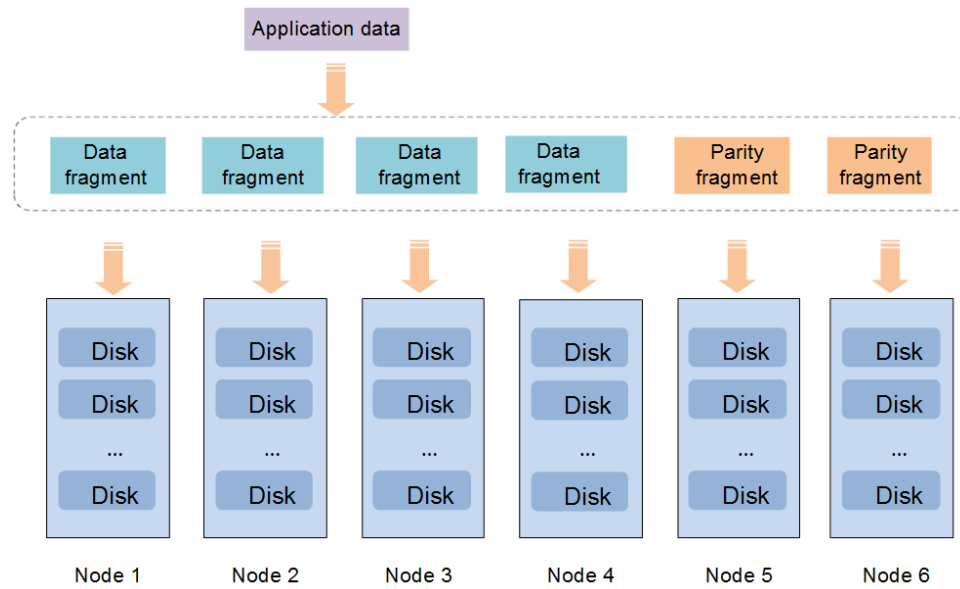 Application data
Data
fragment
Data
fragment
Data
fragment
Data
fragment
Parity
fragment
Parity
fragment
Disk
Disk
Disk
Disk
Disk
Disk
Disk
Disk
Disk
Disk
Disk
Disk
...
...
...
...
...
...
Disk
Disk
Disk
Disk
Disk
Disk
Node 1
Node 2
Node 3
Node 4
Node 5
Node 6